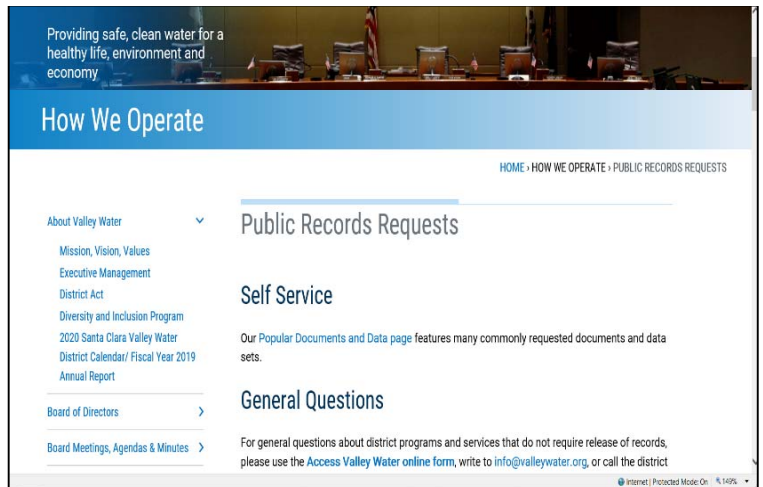 Providing safe, clean water for a
healthy life, environment and
economy
How We Operate
HOME › HOW WE OPERATE › PUBLIC RECORDS REQUESTS
About Valley Water
Mission, Vision, Values
Executive Management
District Act
Diversity and Inclusion Program
2020 Santa Clara Valley Water
District Calendar/ Fiscal Year 2019
Annual Report
Board of Directors
Board Meetings, Agendas & Minutes
Public Records Requests
Self Service
Our Popular Documents and Data page features many commonly requested documents and data
sets.
General Questions
For general questions about district programs and services that do not require release of records,
please use the Access Valley Water online form, write to info@valleywater.org, or call the district
Internet | Protected Mode: On
149%